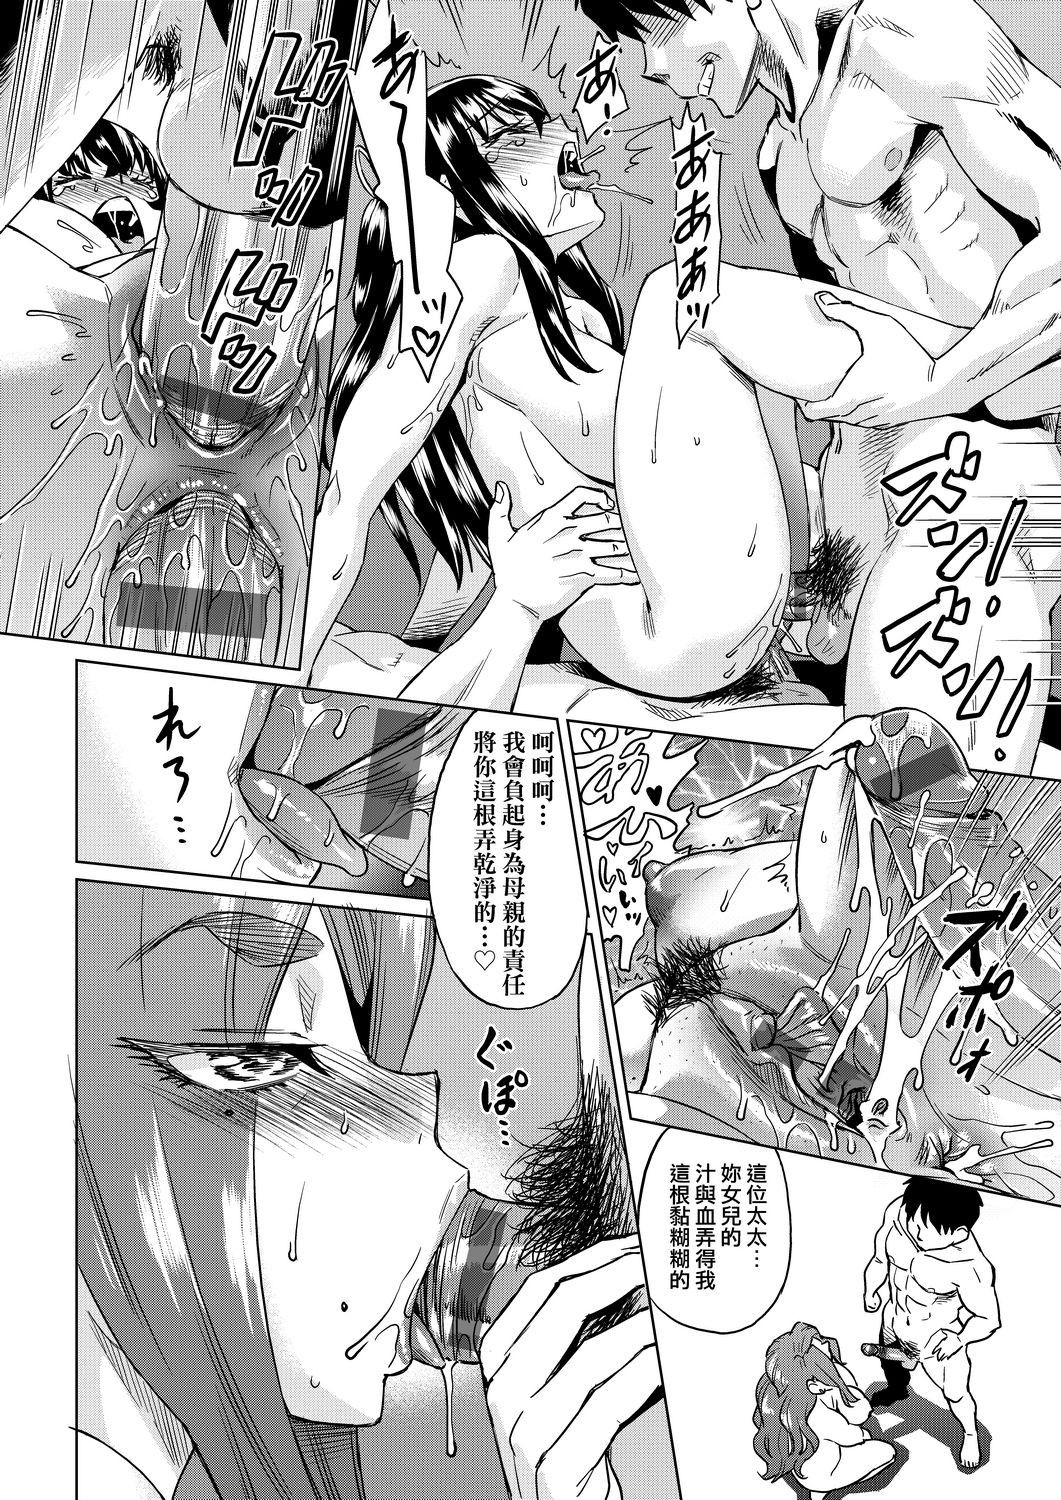 あ!
あああぁッ
あ～～ッ♡
ズン!
ズンッ!!
ズポォ
這位太太…
妳女兒的
汁與血弄得我
這根黏糊糊的
呵呵呵…
我會負起身為母親的責任
將你這根弄乾淨的…♡
れろ
ぐぽ…